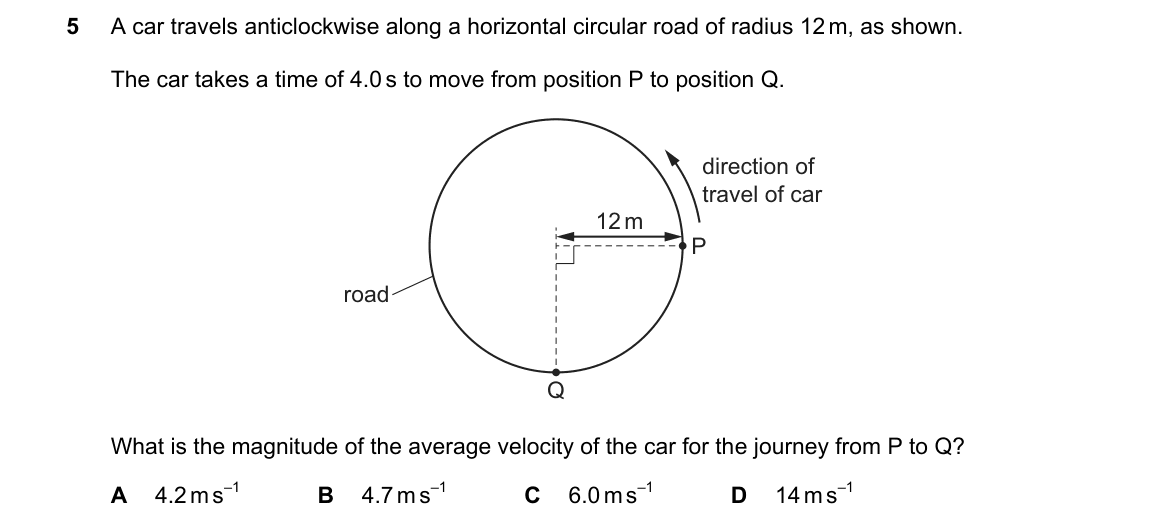 5 A car travels anticlockwise along a horizontal circular road of radius 12 m, as shown.
The car takes a time of 4.0 s to move from position P to position Q.
direction of
travel of car
12 m
P
road
Q
What is the magnitude of the average velocity of the car for the journey from P to Q?
A 4.2 m s⁻¹ B 4.7 m s⁻¹ C 6.0 m s⁻¹ D 14 m s⁻¹